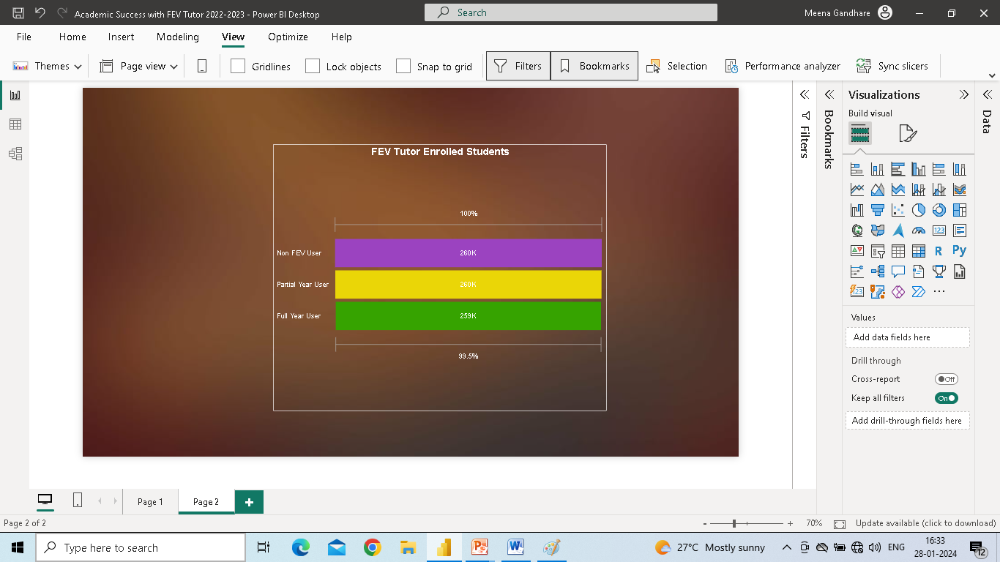 Academic Success with FEV Tutor 2022-2023 - Power BI Desktop
Search
Meena Gandhare
File Home Insert Modeling View Optimize Help
Themes Page view Gridlines Lock objects Snap to grid Filters Bookmarks Selection Performance analyzer Sync slicers
FEV Tutor Enrolled Students
100%
Non FEV User 260K
Partial Year User 260K
Full Year User 259K
99.5%
Filters
Bookmarks
Visualizations
Build visual
123
R Py
123
Values
Add data fields here
Drill through
Cross-report Off
Keep all filters On
Add drill-through fields here
Data
Page 1 Page 2 +
Page 2 of 2
- + 70% Update available (click to download)
Type here to search
27°C Mostly sunny
ENG
16:33
28-01-2024
12